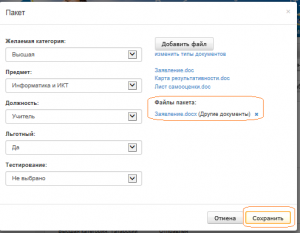 Пакет
×
Желаемая категория:
Высшая
Предмет:
Информатика и ИКТ
Должность:
Учитель
Льготный:
Да
Тестирование:
Не выбрано
Добавить файл
изменить типы документов
Заявление.doc
Карта результативности.doc
Лист самооценки.doc
Файлы пакета:
Заявление.docx (Другие документы) ×
Отмена
Сохранить